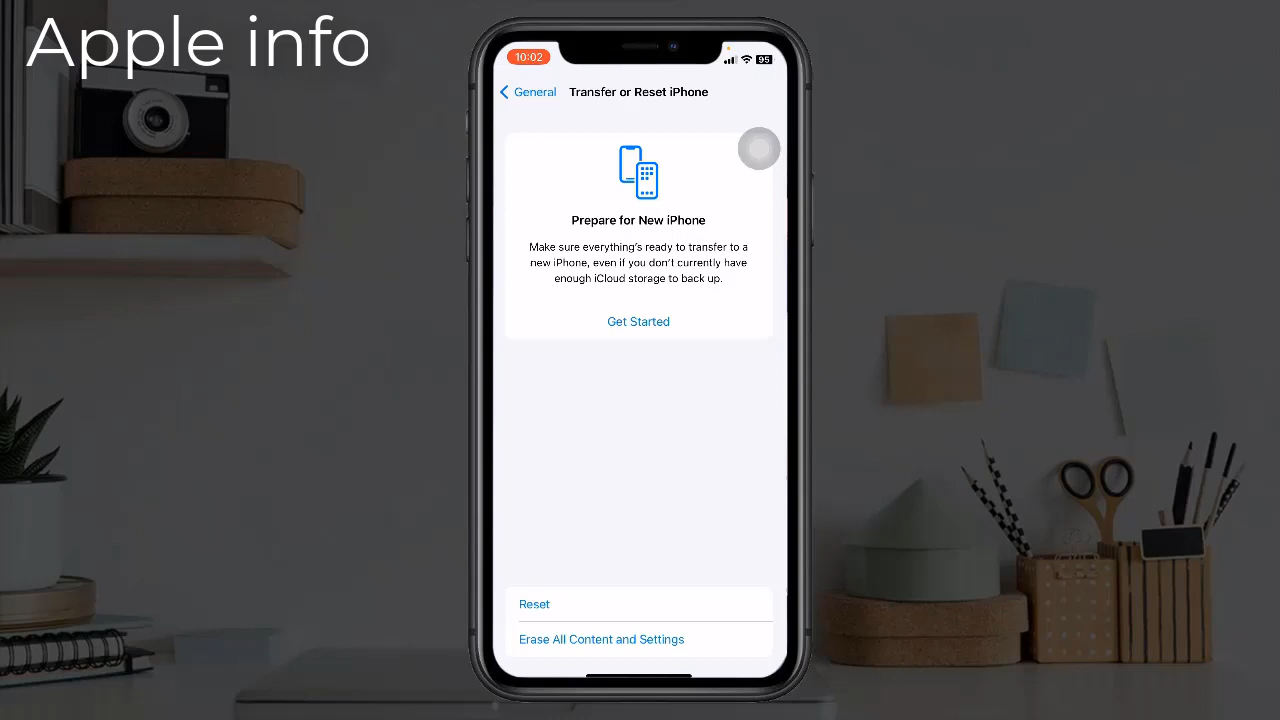 Apple info
10:02
95
General
Transfer or Reset iPhone
Prepare for New iPhone
Make sure everything's ready to transfer to a
new iPhone, even if you don't currently have
enough iCloud storage to back up.
Get Started
Reset
Erase All Content and Settings